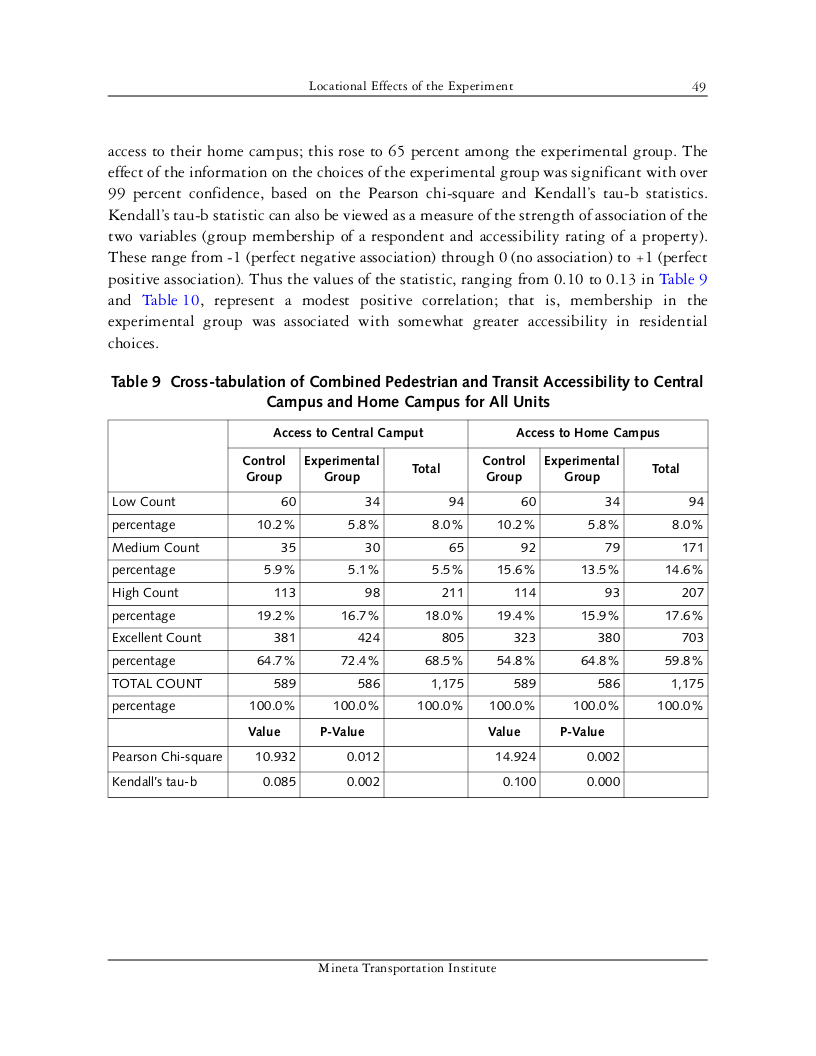 Locational Effects of the Experiment 49
access to their home campus; this rose to 65 percent among the experimental group. The
effect of the information on the choices of the experimental group was significant with over
99 percent confidence, based on the Pearson chi-square and Kendall's tau-b statistics.
Kendall's tau-b statistic can also be viewed as a measure of the strength of association of the
two variables (group membership of a respondent and accessibility rating of a property).
These range from -1 (perfect negative association) through 0 (no association) to +1 (perfect
positive association). Thus the values of the statistic, ranging from 0.10 to 0.13 in Table 9
and Table 10, represent a modest positive correlation; that is, membership in the
experimental group was associated with somewhat greater accessibility in residential
choices.
Table 9 Cross-tabulation of Combined Pedestrian and Transit Accessibility to Central
Campus and Home Campus for All Units
Access to Central Camput Access to Home Campus
Control Group Experimental Group Total Control Group Experimental Group Total
Low Count 60 34 94 60 34 94
percentage 10.2% 5.8% 8.0% 10.2% 5.8% 8.0%
Medium Count 35 30 65 92 79 171
percentage 5.9% 5.1% 5.5% 15.6% 13.5% 14.6%
High Count 113 98 211 114 93 207
percentage 19.2% 16.7% 18.0% 19.4% 15.9% 17.6%
Excellent Count 381 424 805 323 380 703
percentage 64.7% 72.4% 68.5% 54.8% 64.8% 59.8%
TOTAL COUNT 589 586 1,175 589 586 1,175
percentage 100.0% 100.0% 100.0% 100.0% 100.0% 100.0%
Value P-Value Value P-Value
Pearson Chi-square 10.932 0.012 14.924 0.002
Kendall's tau-b 0.085 0.002 0.100 0.000
Mineta Transportation Institute